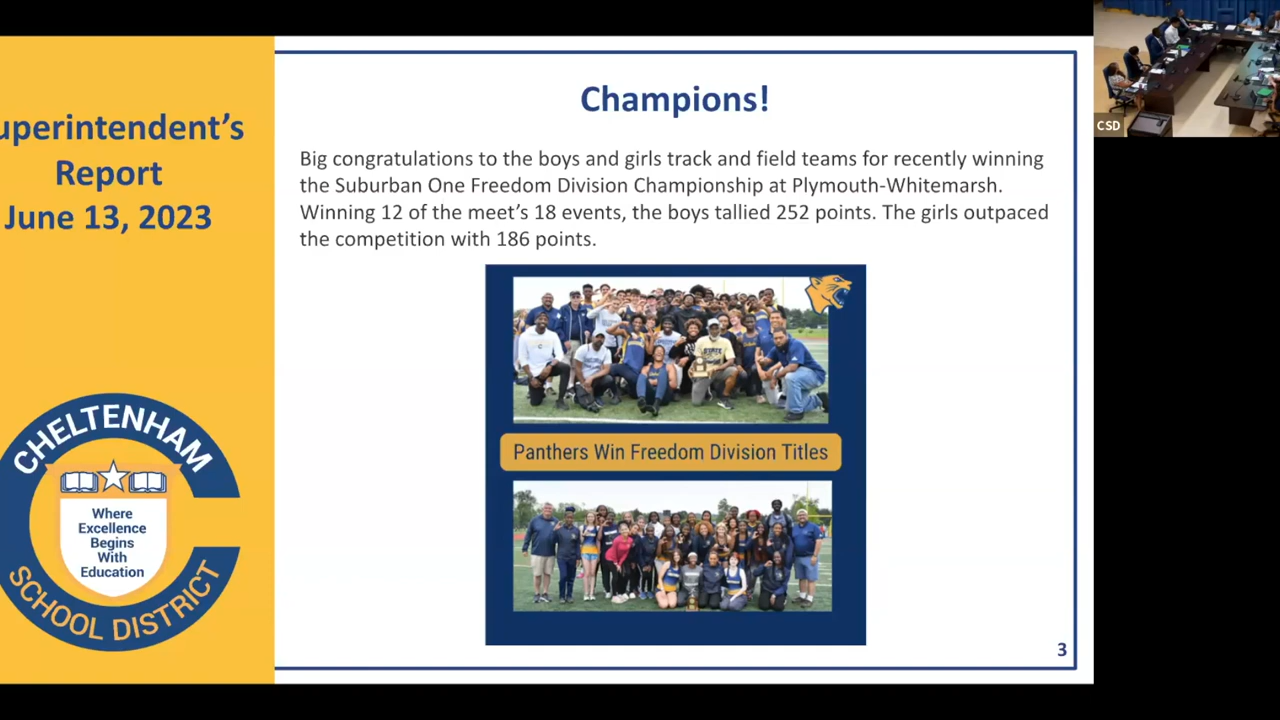 uperintendent's
Report
June 13, 2023
CHELTENHAM
Where
Excellence
Begins
With
Education
SCHOOL DISTRICT
Champions!
Big congratulations to the boys and girls track and field teams for recently winning
the Suburban One Freedom Division Championship at Plymouth-Whitemarsh.
Winning 12 of the meet's 18 events, the boys tallied 252 points. The girls outpaced
the competition with 186 points.
Panthers Win Freedom Division Titles
3
CSD